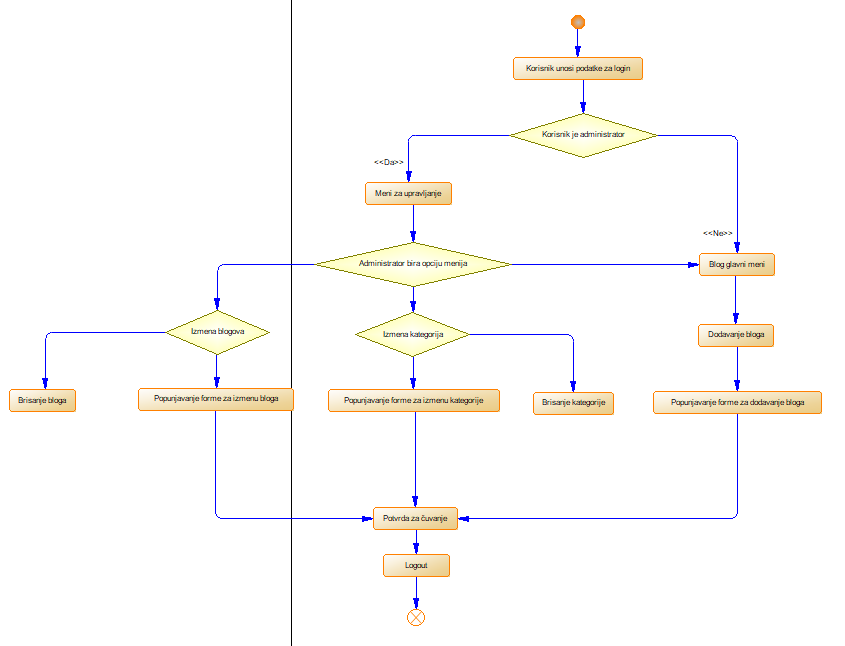 Korisnik unosi podatke za login
Korisnik je administrator
<<Da>>
Meni za upravljanje
<<Ne>>
Administrator bira opciju menija
Blog glavni meni
Izmena blogova
Izmena kategorija
Dodavanje bloga
Brisanje bloga
Popunjavanje forme za izmenu bloga
Popunjavanje forme za izmenu kategorije
Brisanje kategorije
Popunjavanje forme za dodavanje bloga
Potvrda za čuvanje
Logout